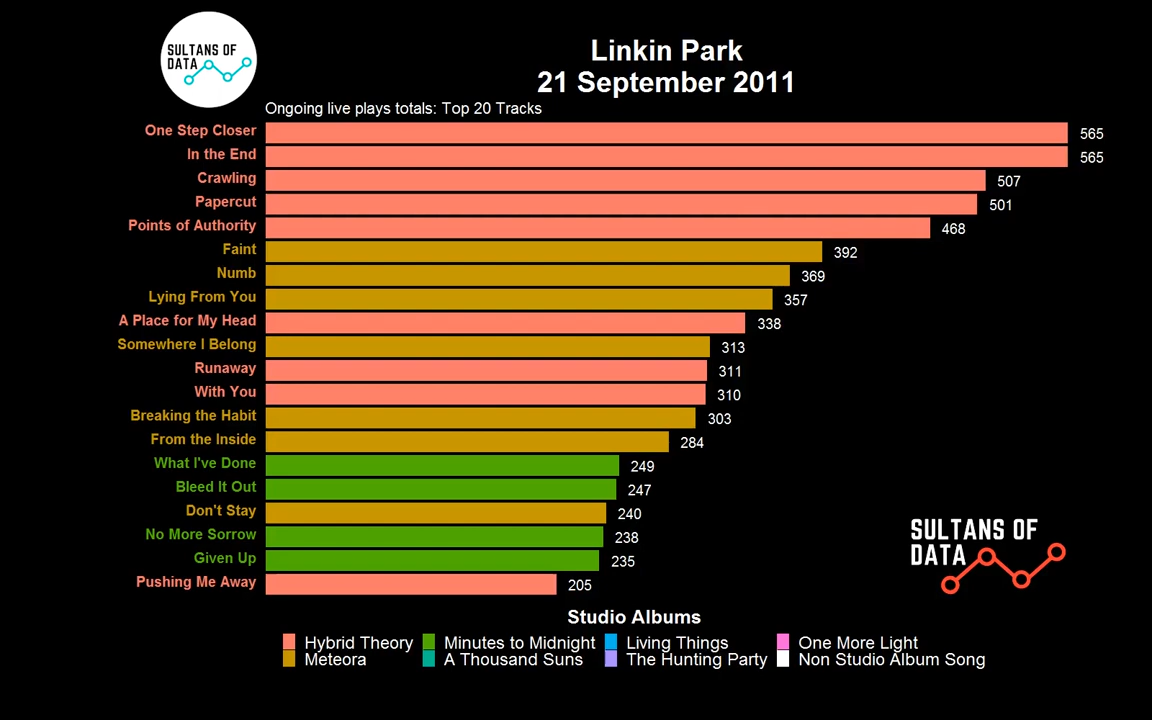 SULTANS OF
DATA
Linkin Park
21 September 2011
Ongoing live plays totals: Top 20 Tracks
One Step Closer 565
In the End 565
Crawling 507
Papercut 501
Points of Authority 468
Faint 392
Numb 369
Lying From You 357
A Place for My Head 338
Somewhere I Belong 313
Runaway 311
With You 310
Breaking the Habit 303
From the Inside 284
What I've Done 249
Bleed It Out 247
Don't Stay 240
No More Sorrow 238
Given Up 235
Pushing Me Away 205
SULTANS OF
DATA
Studio Albums
Hybrid Theory Minutes to Midnight Living Things One More Light
Meteora A Thousand Suns The Hunting Party Non Studio Album Song